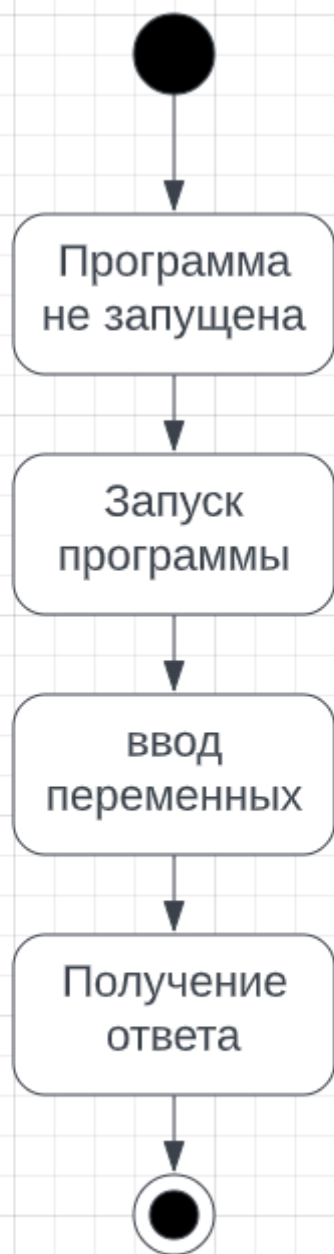 Программа
не запущена
Запуск
программы
ввод
переменных
Получение
ответа